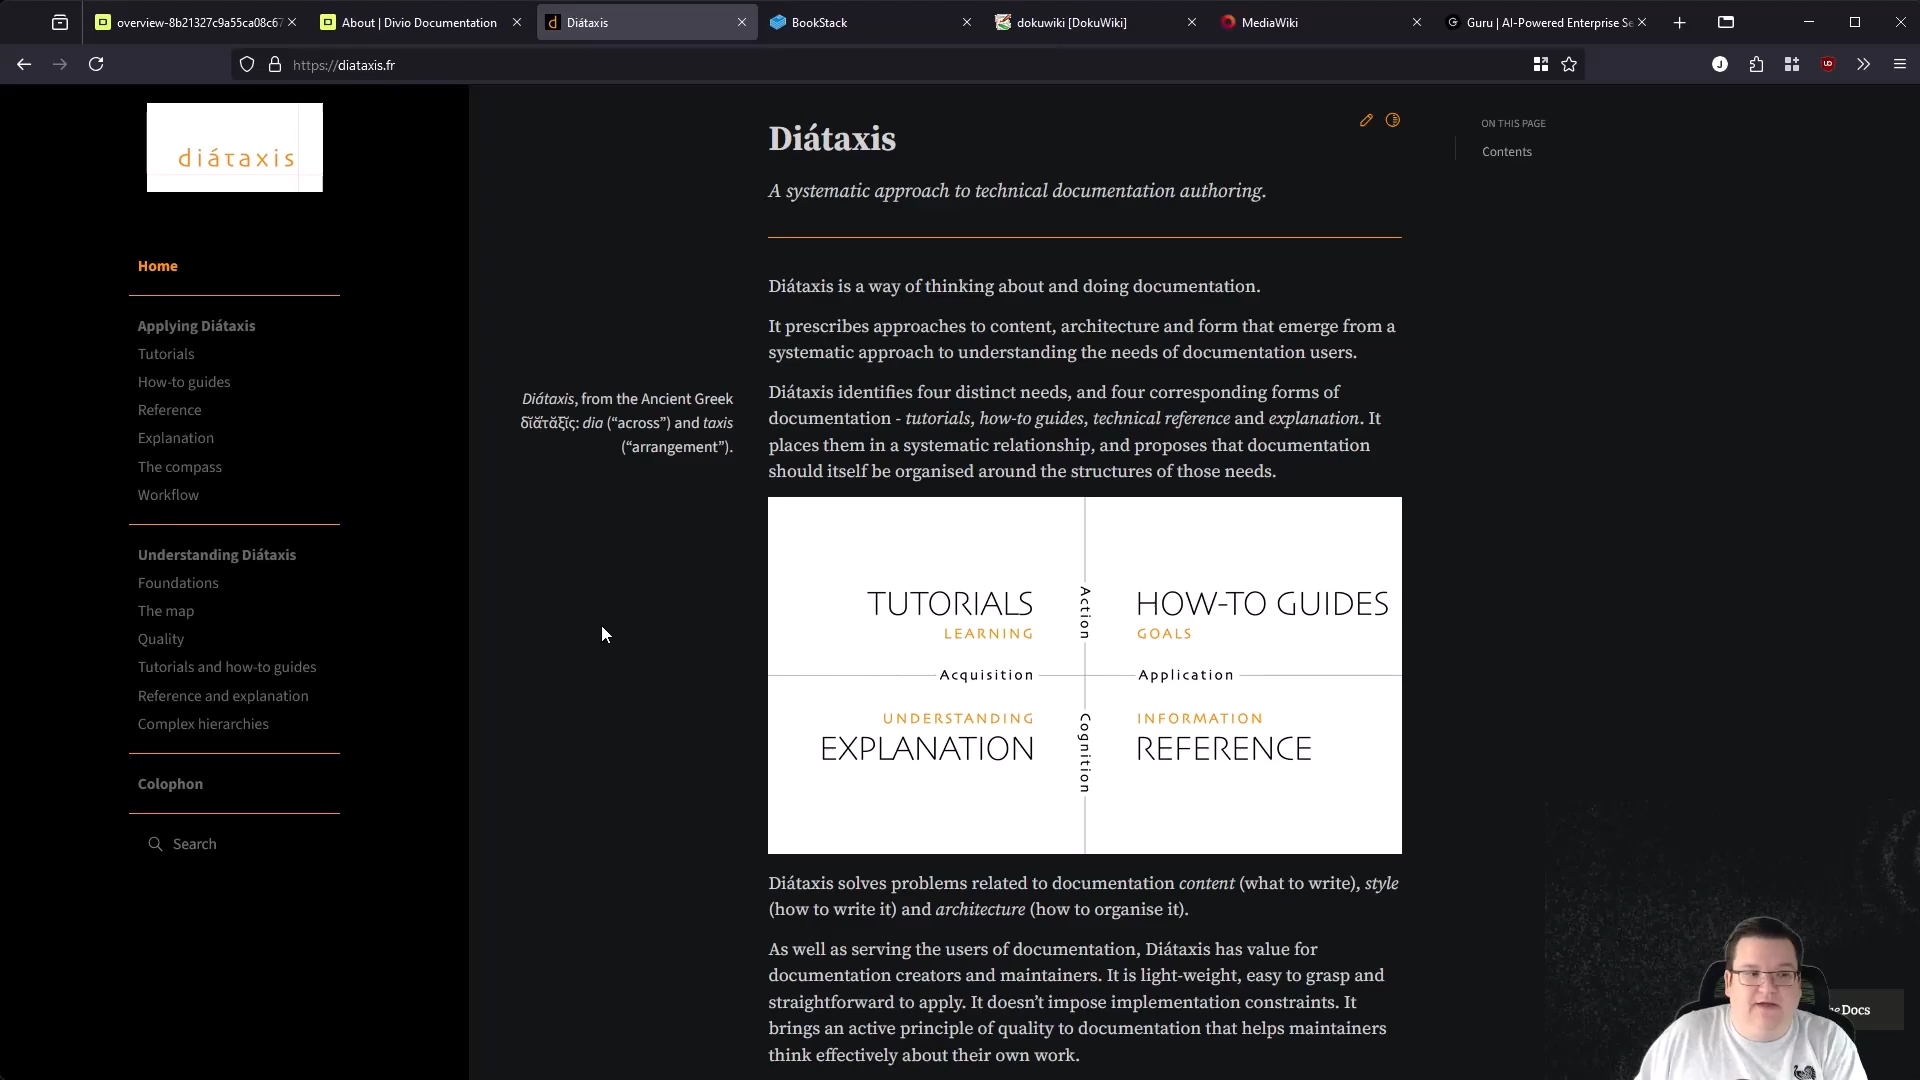 overview-8b21327c9a55ca08c67
About | Divio Documentation
Diátaxis
BookStack
dokuwiki [DokuWiki]
MediaWiki
Guru | AI-Powered Enterprise Se
https://diataxis.fr
diátaxis
Home
Applying Diátaxis
Tutorials
How-to guides
Reference
Explanation
The compass
Workflow
Understanding Diátaxis
Foundations
The map
Quality
Tutorials and how-to guides
Reference and explanation
Complex hierarchies
Colophon
Search
Diátaxis
A systematic approach to technical documentation authoring.
Diátaxis is a way of thinking about and doing documentation.
It prescribes approaches to content, architecture and form that emerge from a
systematic approach to understanding the needs of documentation users.
Diátaxis, from the Ancient Greek
δῐᾰ́τᾰξῐς: dia (“across”) and taxis
(“arrangement”).
Diátaxis identifies four distinct needs, and four corresponding forms of
documentation - tutorials, how-to guides, technical reference and explanation. It
places them in a systematic relationship, and proposes that documentation
should itself be organised around the structures of those needs.
TUTORIALS
LEARNING
Action
HOW-TO GUIDES
GOALS
Acquisition
Application
UNDERSTANDING
EXPLANATION
Cognition
INFORMATION
REFERENCE
Diátaxis solves problems related to documentation content (what to write), style
(how to write it) and architecture (how to organise it).
As well as serving the users of documentation, Diátaxis has value for
documentation creators and maintainers. It is light-weight, easy to grasp and
straightforward to apply. It doesn’t impose implementation constraints. It
brings an active principle of quality to documentation that helps maintainers
think effectively about their own work.
ON THIS PAGE
Contents
Docs